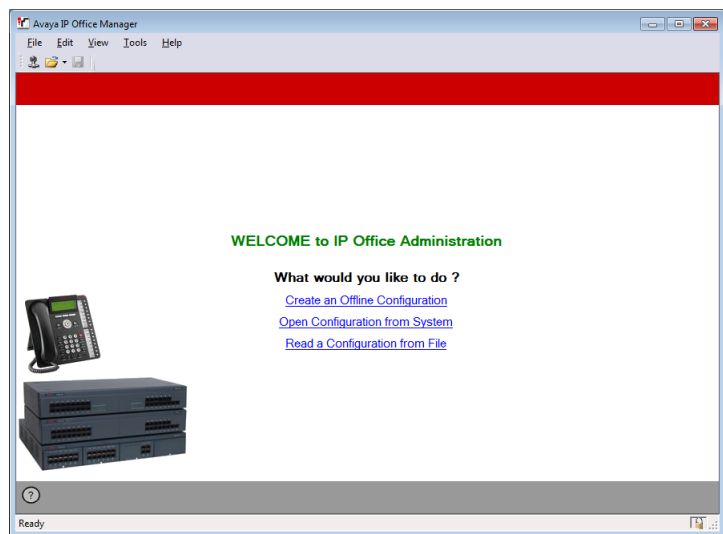 Avaya IP Office Manager
File Edit View Tools Help
WELCOME to IP Office Administration
What would you like to do ?
Create an Offline Configuration
Open Configuration from System
Read a Configuration from File
?
Ready